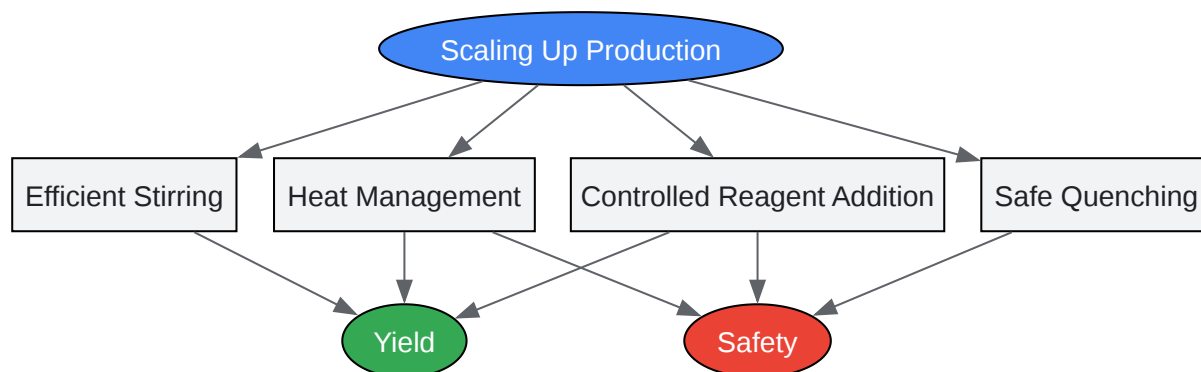 Scaling Up Production
Efficient Stirring
Heat Management
Controlled Reagent Addition
Safe Quenching
Yield
Safety